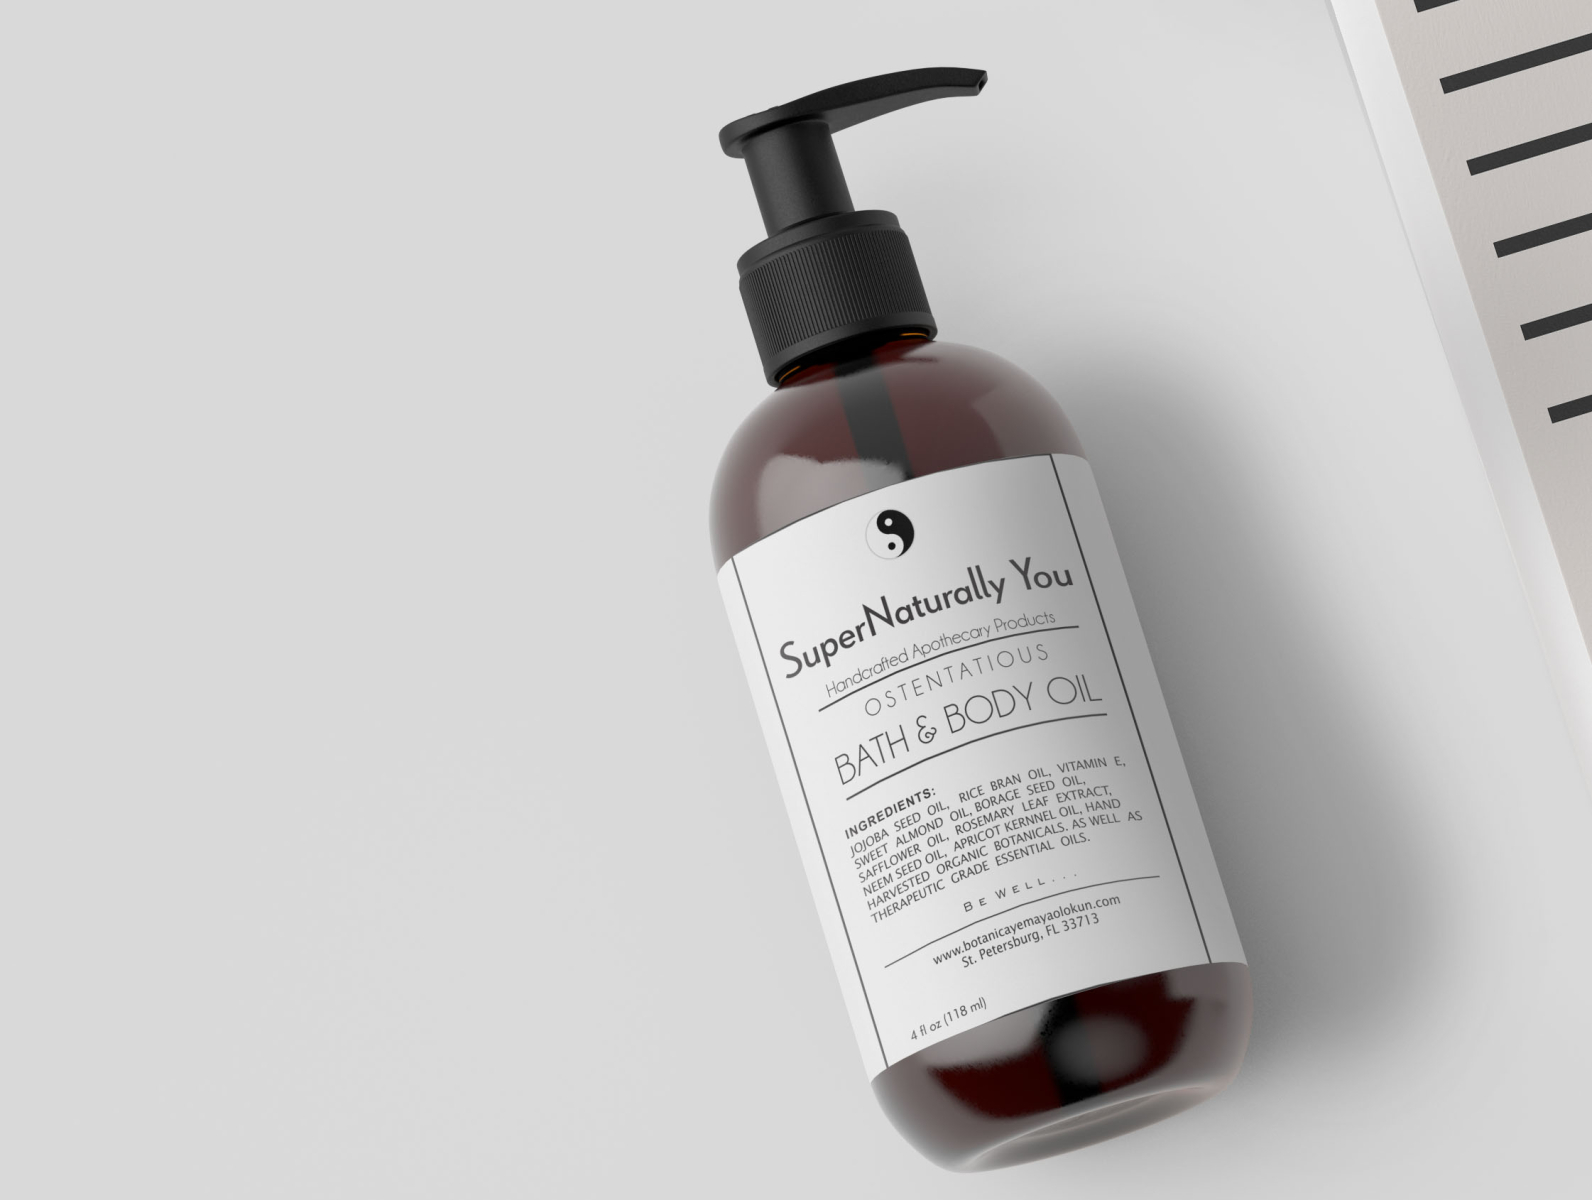 SuperNaturally You
Handcrafted Apothecary Products
OSTENTATIOUS
BATH & BODY OIL
INGREDIENTS:
JOJOBA SEED OIL, RICE BRAN OIL, VITAMIN E,
SWEET ALMOND OIL, BORAGE SEED OIL,
SAFFLOWER OIL, ROSEMARY LEAF EXTRACT,
NEEM SEED OIL, APRICOT KERNNEL OIL, HAND
HARVESTED ORGANIC BOTANICALS. AS WELL AS
THERAPEUTIC GRADE ESSENTIAL OILS.
BE WELL...
www.botanicayemayaolokun.com
St. Petersburg, FL 33713
4 fl oz (118 ml)